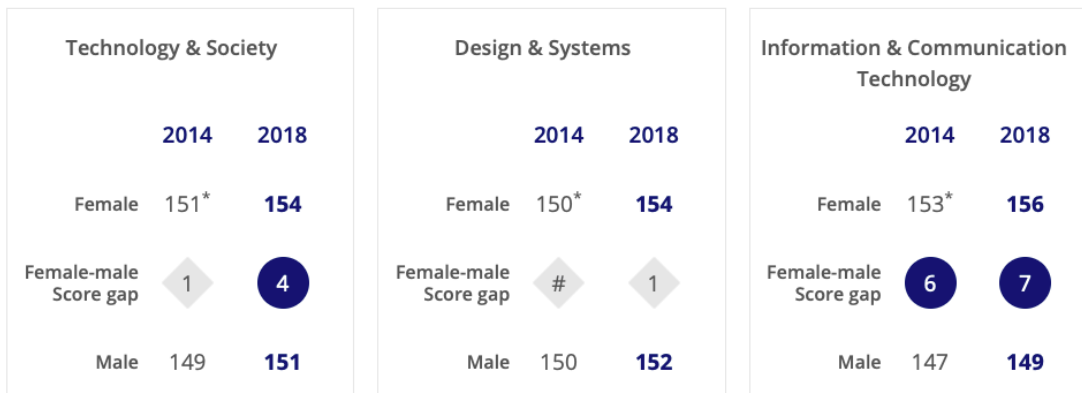 Technology & Society
2014 2018
Female 151* 154
Female-male
Score gap 1 4
Male 149 151
Design & Systems
2014 2018
Female 150* 154
Female-male
Score gap # 1
Male 150 152
Information & Communication
Technology
2014 2018
Female 153* 156
Female-male
Score gap 6 7
Male 147 149